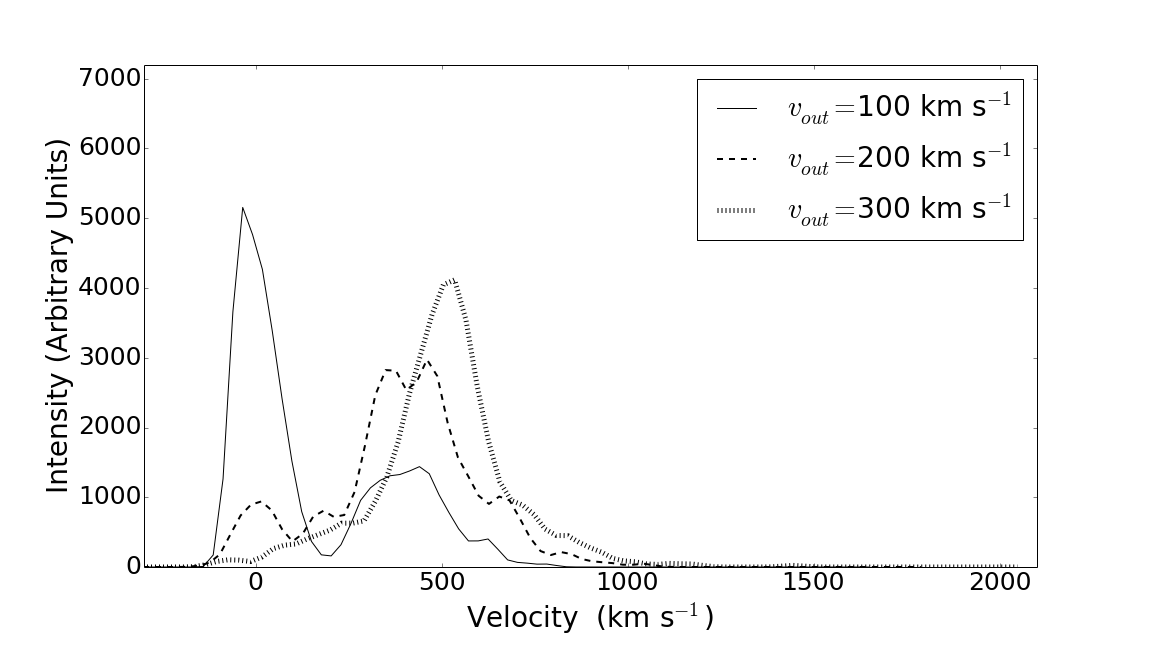 7000
6000
5000
4000
3000
2000
1000
0
Intensity (Arbitrary Units)
v_out=100 km s⁻¹
v_out=200 km s⁻¹
v_out=300 km s⁻¹
0 500 1000 1500 2000
Velocity (km s⁻¹)